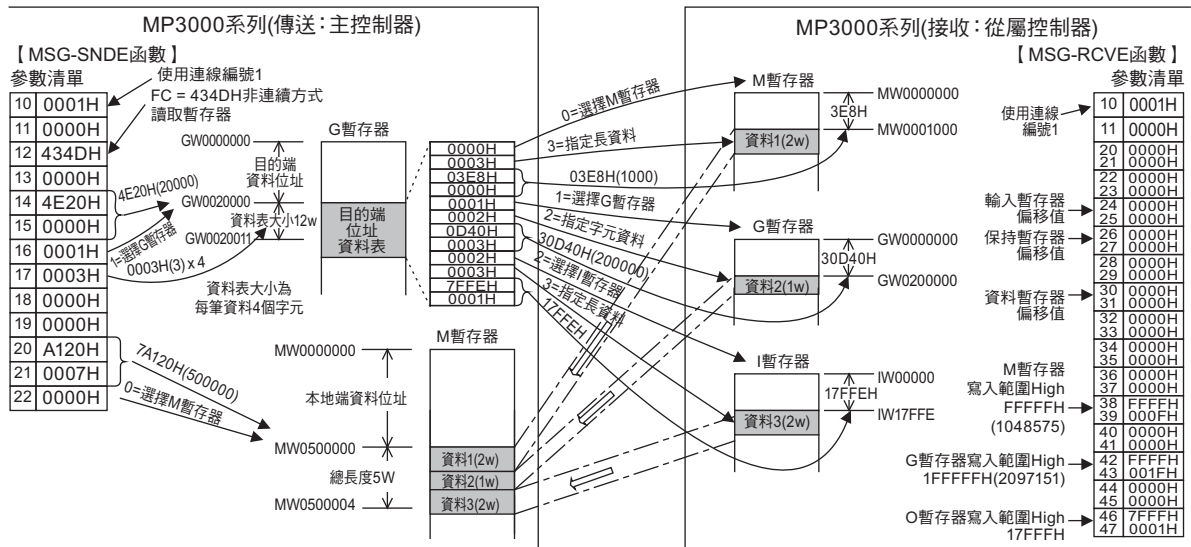 MP3000系列(傳送：主控制器)
【 MSG-SNDE函數 】
參數清單
10 0001H
11 0000H
12 434DH
13 0000H
14 4E20H
15 0000H
16 0001H
17 0003H
18 0000H
19 0000H
20 A120H
21 0007H
22 0000H
使用連線編號1
FC = 434DH非連續方式
讀取暫存器
4E20H(20000)
1=選擇G暫存器
0003H(3) x 4
7A120H(500000)
0=選擇M暫存器
G暫存器
GW0000000
目的端
資料位址
GW0020000
資料表大小12w
GW0020011
目的端
位址
資料表
資料表大小為
每筆資料4個字元
0000H
0003H
03E8H
0000H
0001H
0002H
0D40H
0003H
0002H
0003H
7FFEH
0001H
M暫存器
MW0000000
本地端資料位址
MW0500000
總長度5W
MW0500004
資料1(2w)
資料2(1w)
資料3(2w)
0=選擇M暫存器
3=指定長資料
03E8H(1000)
1=選擇G暫存器
2=指定字元資料
30D40H(200000)
2=選擇I暫存器
3=指定長資料
17FFEH
MP3000系列(接收：從屬控制器)
【 MSG-RCVE函數 】
參數清單
M暫存器
MW0000000
3E8H
MW0001000
資料1(2w)
G暫存器
GW0000000
30D40H
GW0200000
資料2(1w)
I暫存器
IW00000
17FFEH
IW17FFE
資料3(2w)
使用連線
編號1
輸入暫存器
偏移值
保持暫存器
偏移值
資料暫存器
偏移值
M暫存器
寫入範圍High
FFFFFH
(1048575)
G暫存器寫入範圍High
1FFFFFH(2097151)
O暫存器寫入範圍High
17FFFH
10 0001H
11 0000H
20 0000H
21 0000H
22 0000H
23 0000H
24 0000H
25 0000H
26 0000H
27 0000H
28 0000H
29 0000H
30 0000H
31 0000H
32 0000H
33 0000H
34 0000H
35 0000H
36 0000H
37 0000H
38 FFFFH
39 000FH
40 0000H
41 0000H
42 FFFFH
43 001FH
44 0000H
45 0000H
46 7FFFH
47 0001H